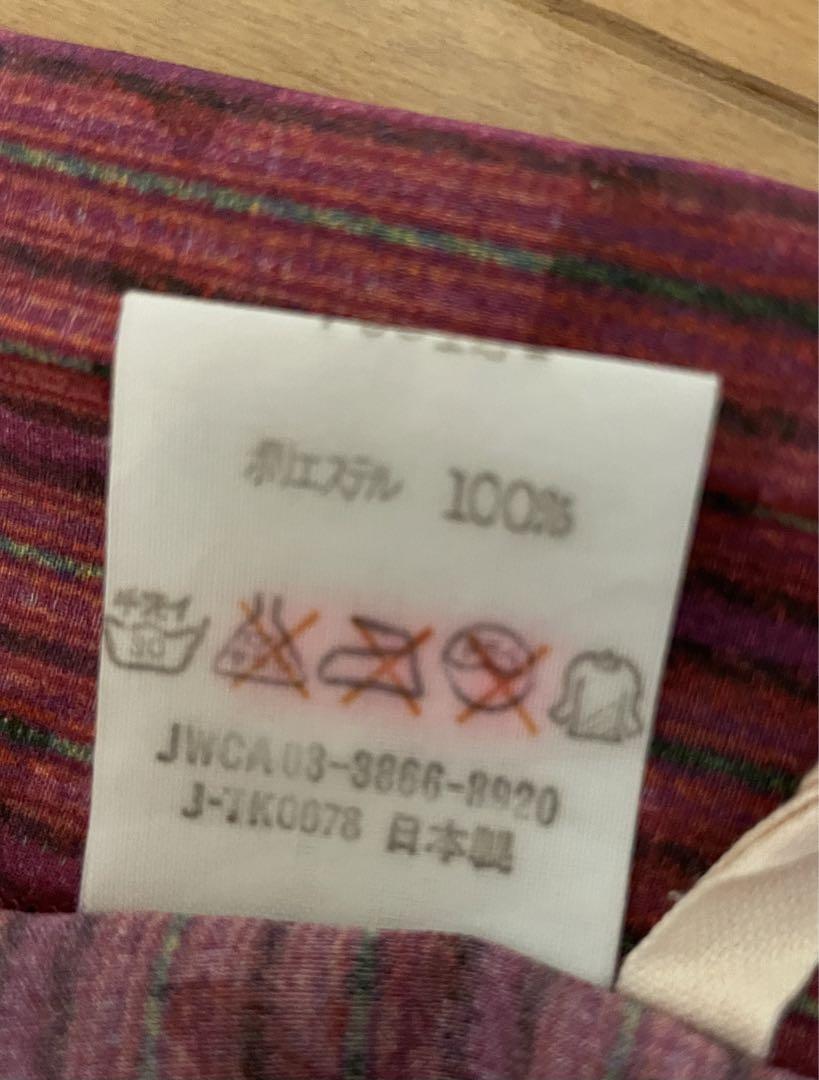 ポリエステル 100%
手洗イ
30
JWCA 03-3866-8920
J-TK0078 日本製